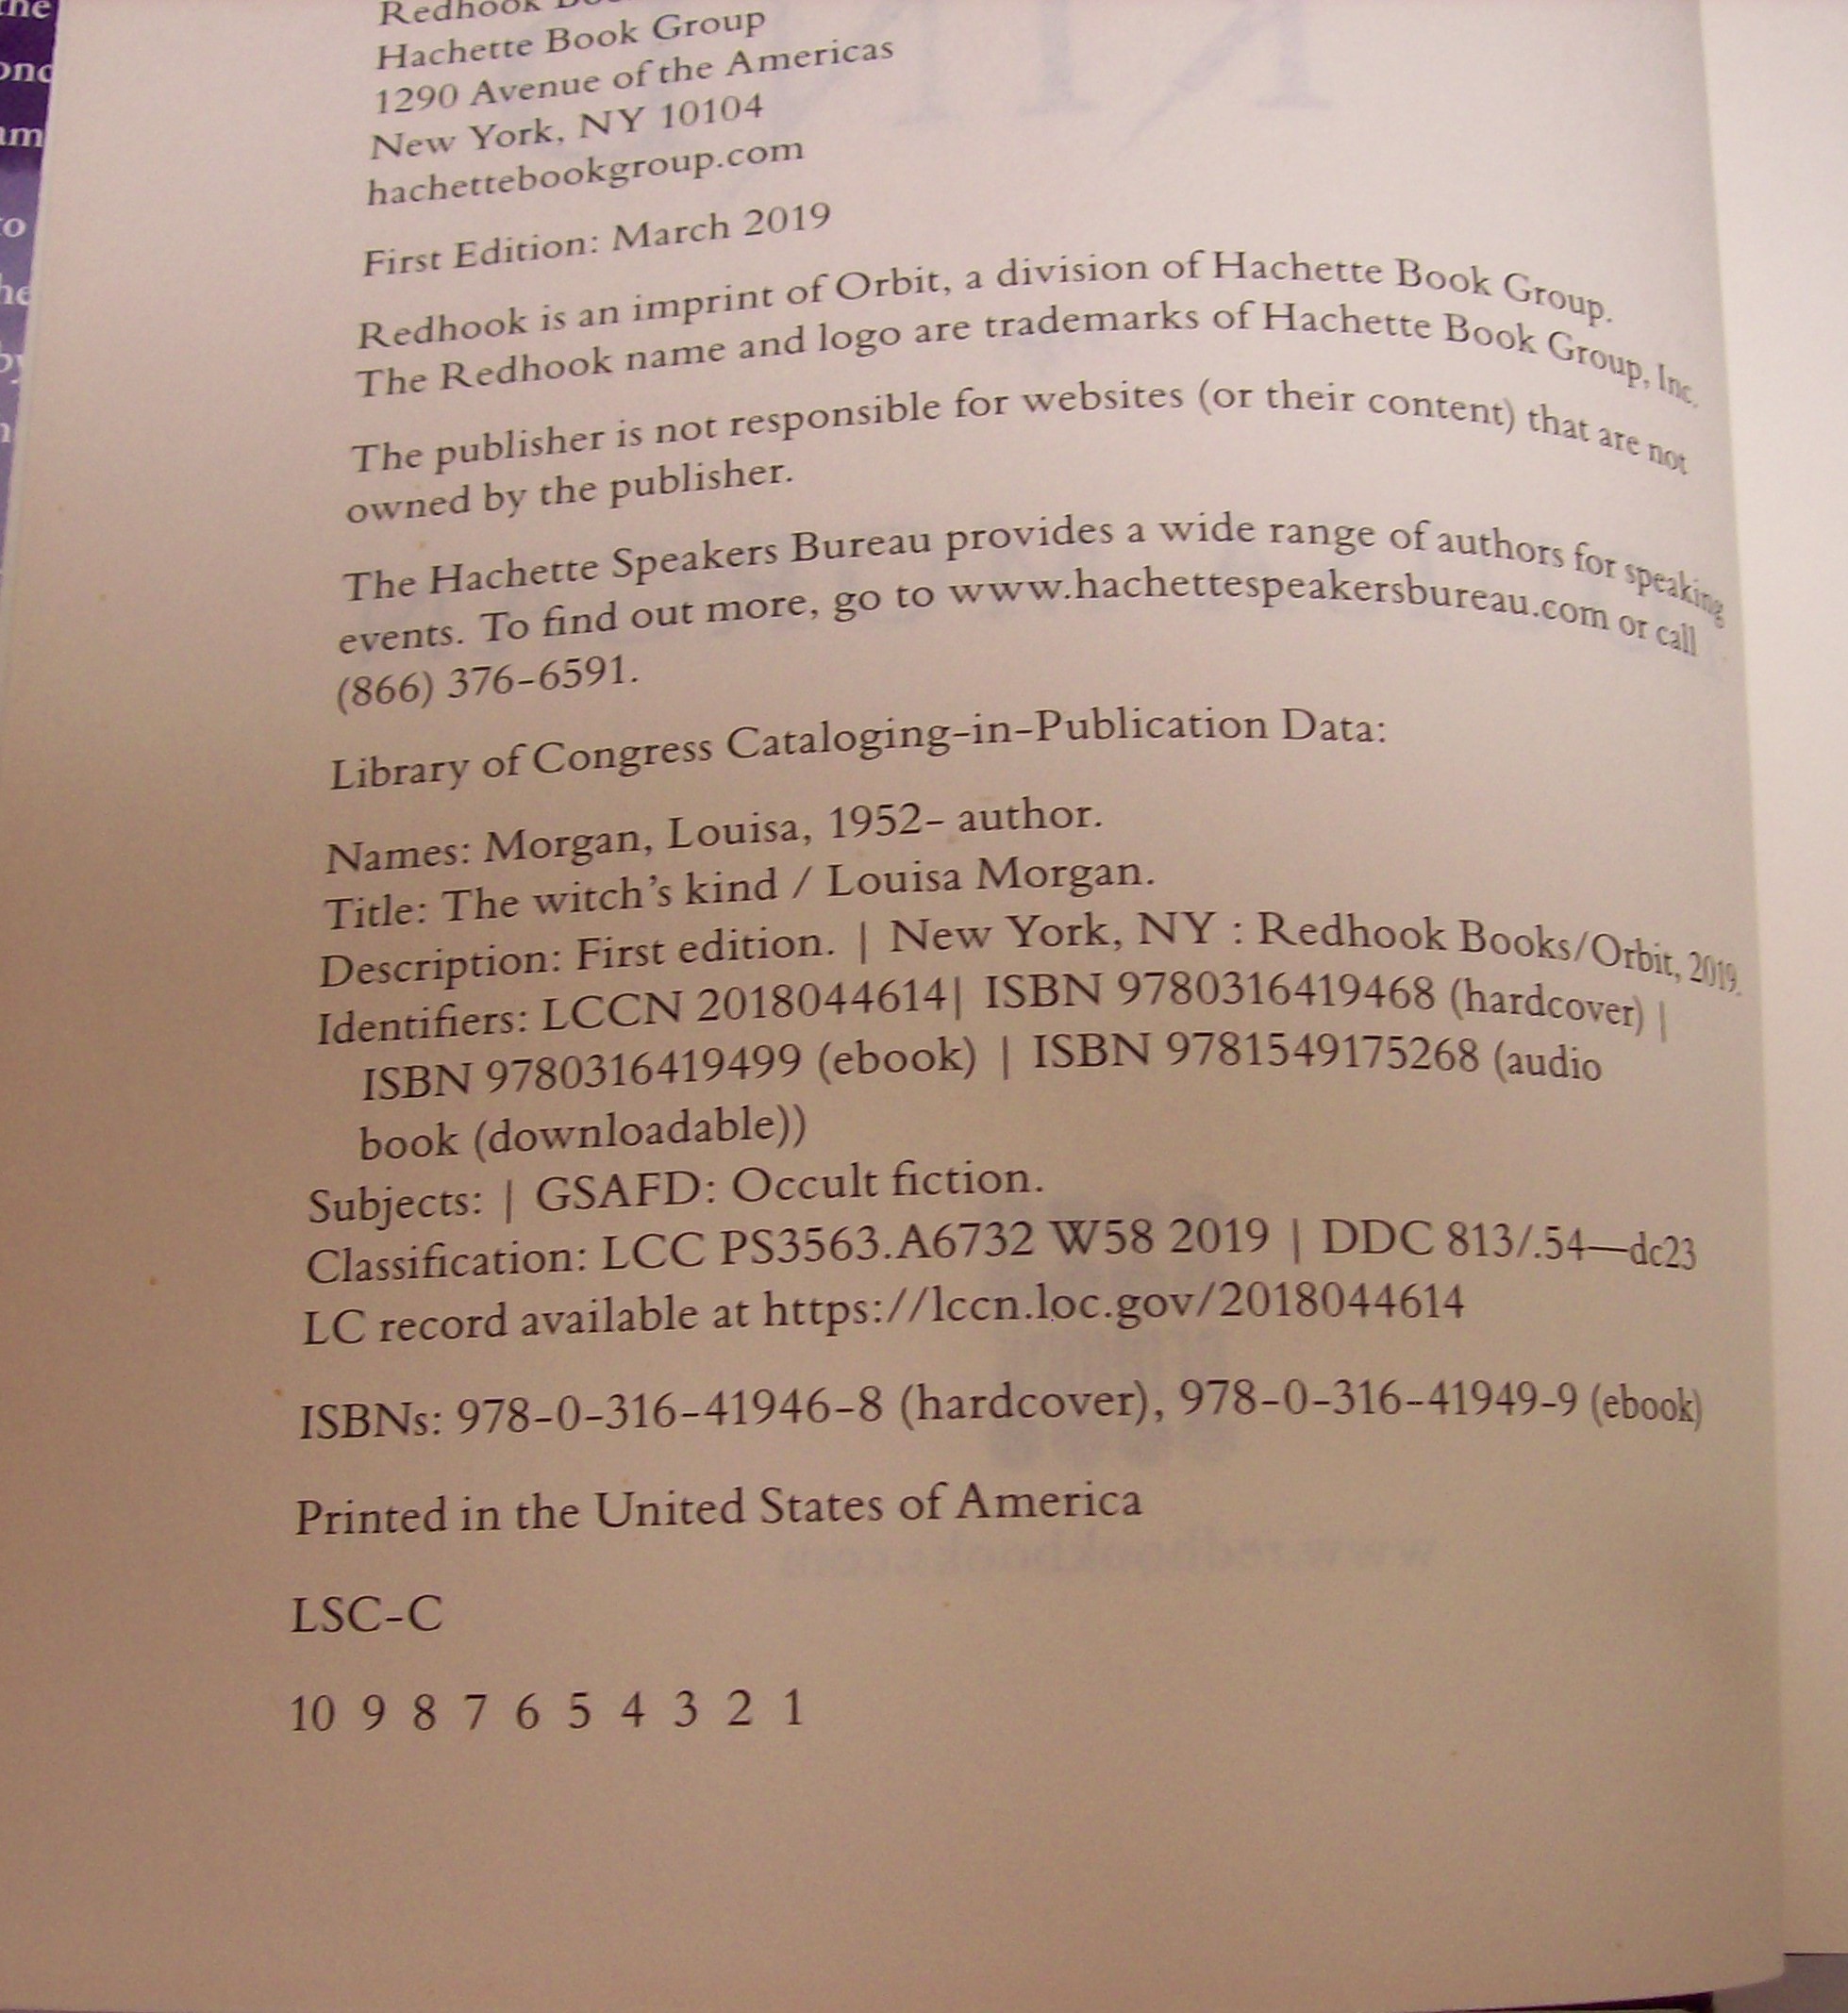 Redhook
Hachette Book Group
1290 Avenue of the Americas
New York, NY 10104
hachettebookgroup.com
First Edition: March 2019
Redhook is an imprint of Orbit, a division of Hachette Book Group.
The Redhook name and logo are trademarks of Hachette Book Group, Inc.
The publisher is not responsible for websites (or their content) that are not
owned by the publisher.
The Hachette Speakers Bureau provides a wide range of authors for speaking
events. To find out more, go to www.hachettespeakersbureau.com or call
(866) 376-6591.
Library of Congress Cataloging-in-Publication Data:
Names: Morgan, Louisa, 1952- author.
Title: The witch's kind / Louisa Morgan.
Description: First edition. | New York, NY : Redhook Books/Orbit, 2019.
Identifiers: LCCN 2018044614| ISBN 9780316419468 (hardcover) |
ISBN 9780316419499 (ebook) | ISBN 9781549175268 (audio
book (downloadable))
Subjects: | GSAFD: Occult fiction.
Classification: LCC PS3563.A6732 W58 2019 | DDC 813/.54—dc23
LC record available at https://lccn.loc.gov/2018044614
ISBNs: 978-0-316-41946-8 (hardcover), 978-0-316-41949-9 (ebook)
Printed in the United States of America
LSC-C
10 9 8 7 6 5 4 3 2 1